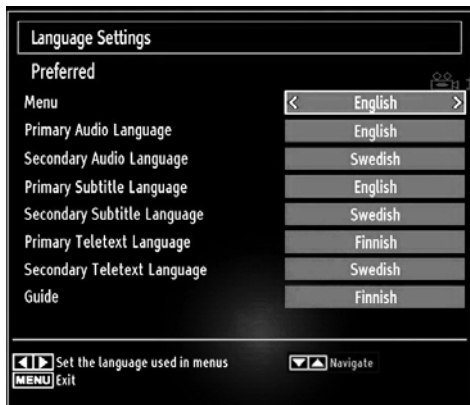 Language Settings
Preferred
Menu < English >
Primary Audio Language English
Secondary Audio Language Swedish
Primary Subtitle Language English
Secondary Subtitle Language Swedish
Primary Teletext Language Finnish
Secondary Teletext Language Swedish
Guide Finnish
Set the language used in menus Navigate
MENU Exit